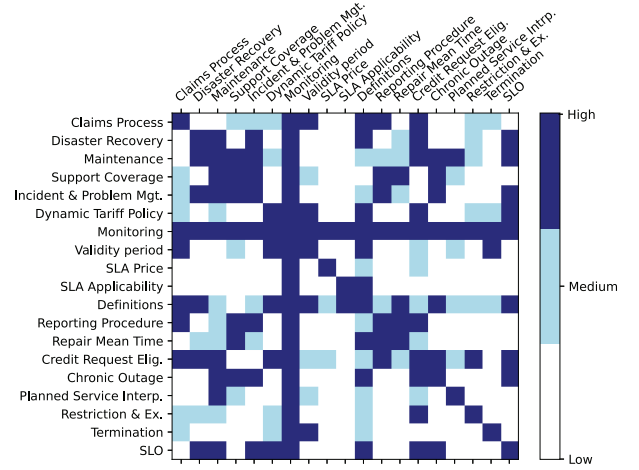 Claims Process
Disaster Recovery
Maintenance
Support Coverage
Incident & Problem Mgt.
Dynamic Tariff Policy
Monitoring
Validity period
SLA Price
SLA Applicability
Definitions
Reporting Procedure
Repair Mean Time
Credit Request Elig.
Chronic Outage
Planned Service Intrp.
Restriction & Ex.
Termination
SLO
Claims Process
Disaster Recovery
Maintenance
Support Coverage
Incident & Problem Mgt.
Dynamic Tariff Policy
Monitoring
Validity period
SLA Price
SLA Applicability
Definitions
Reporting Procedure
Repair Mean Time
Credit Request Elig.
Chronic Outage
Planned Service Interp.
Restriction & Ex.
Termination
SLO
High
Medium
Low